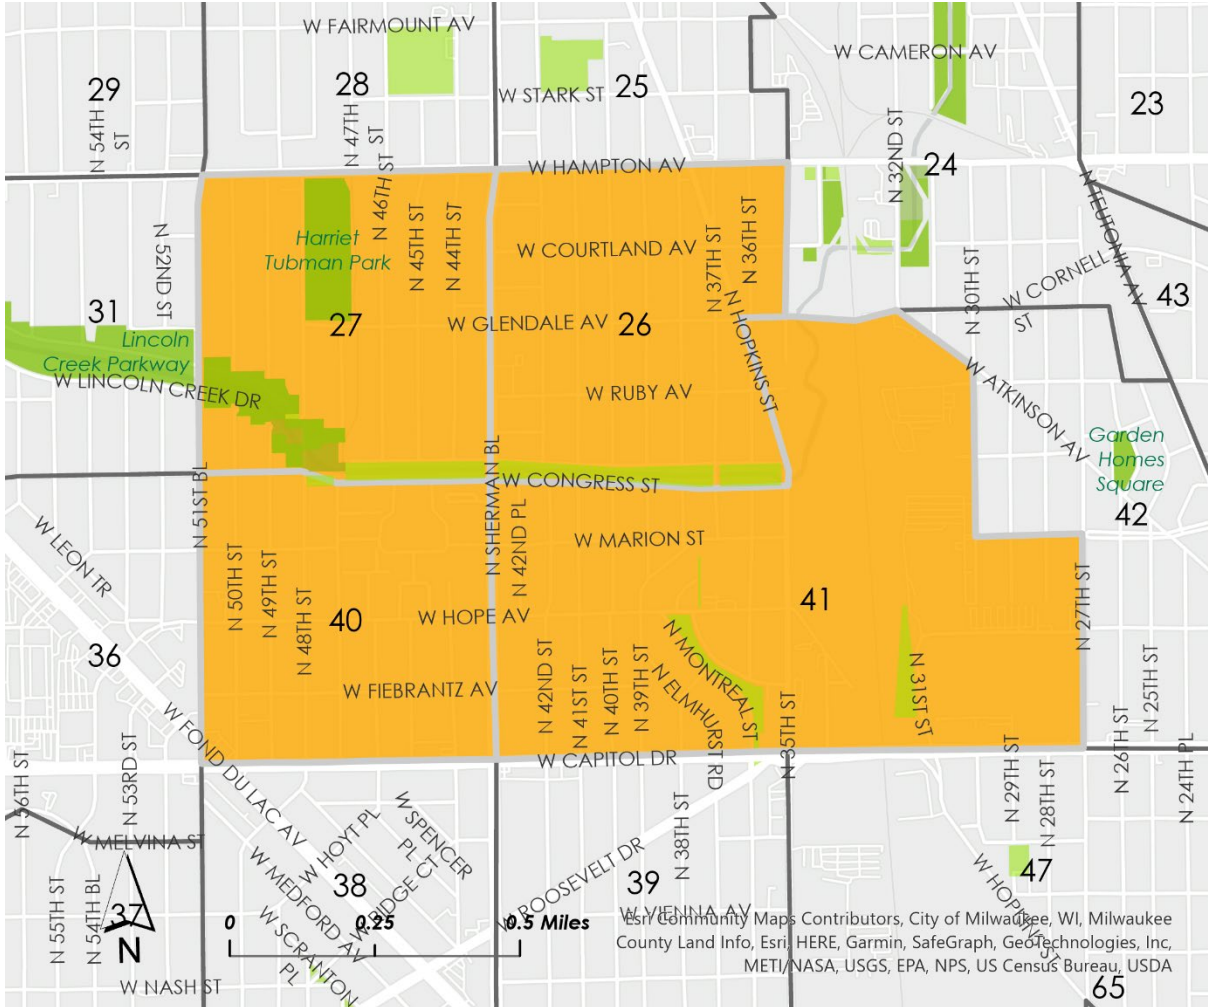 W FAIRMOUNT AV
W CAMERON AV
29
28
25
23
W STARK ST
N 54TH
ST
N 47TH
ST
N 32ND ST
W HAMPTON AV
24
N 46TH ST
N 45TH ST
N 44TH ST
N TEUTONIA AV
N 52ND ST
Harriet
Tubman Park
W COURTLAND AV
N 37TH ST
N 36TH ST
N 30TH ST
W CORNELL
ST
43
31
27
W GLENDALE AV
26
N HOPKINS ST
Lincoln
Creek Parkway
W LINCOLN CREEK DR
W RUBY AV
W ATKINSON AV
Garden
Homes
Square
42
N 51ST BL
N SHERMAN BL
W CONGRESS ST
N 42ND PL
W MARION ST
W LEON TR
N 50TH ST
N 49TH ST
N 48TH ST
40
W HOPE AV
41
N 27TH ST
36
N 42ND ST
N 41ST ST
N 40TH ST
N 39TH ST
N MONTREAL ST
N ELMHURST RD
N 31ST ST
N 25TH ST
W FIEBRANTZ AV
W FOND DU LAC AV
N 35TH ST
W CAPITOL DR
N 56TH ST
N 53RD ST
N 29TH ST
N 28TH ST
N 26TH ST
N 24TH PL
W MELVINA ST
W HOYT PL
W SPENCER
PL
CT
W RIDGE
N 38TH ST
W ROOSEVELT DR
W MEDFORD AV
38
39
W HOPKINS ST
47
N 55TH ST
N 54TH BL
37
N
W SCRANTON
PL
0
0.25
0.5 Miles
W VIENNA AV
W NASH ST
65
Esri Community Maps Contributors, City of Milwaukee, WI, Milwaukee
County Land Info, Esri, HERE, Garmin, SafeGraph, GeoTechnologies, Inc,
METI/NASA, USGS, EPA, NPS, US Census Bureau, USDA